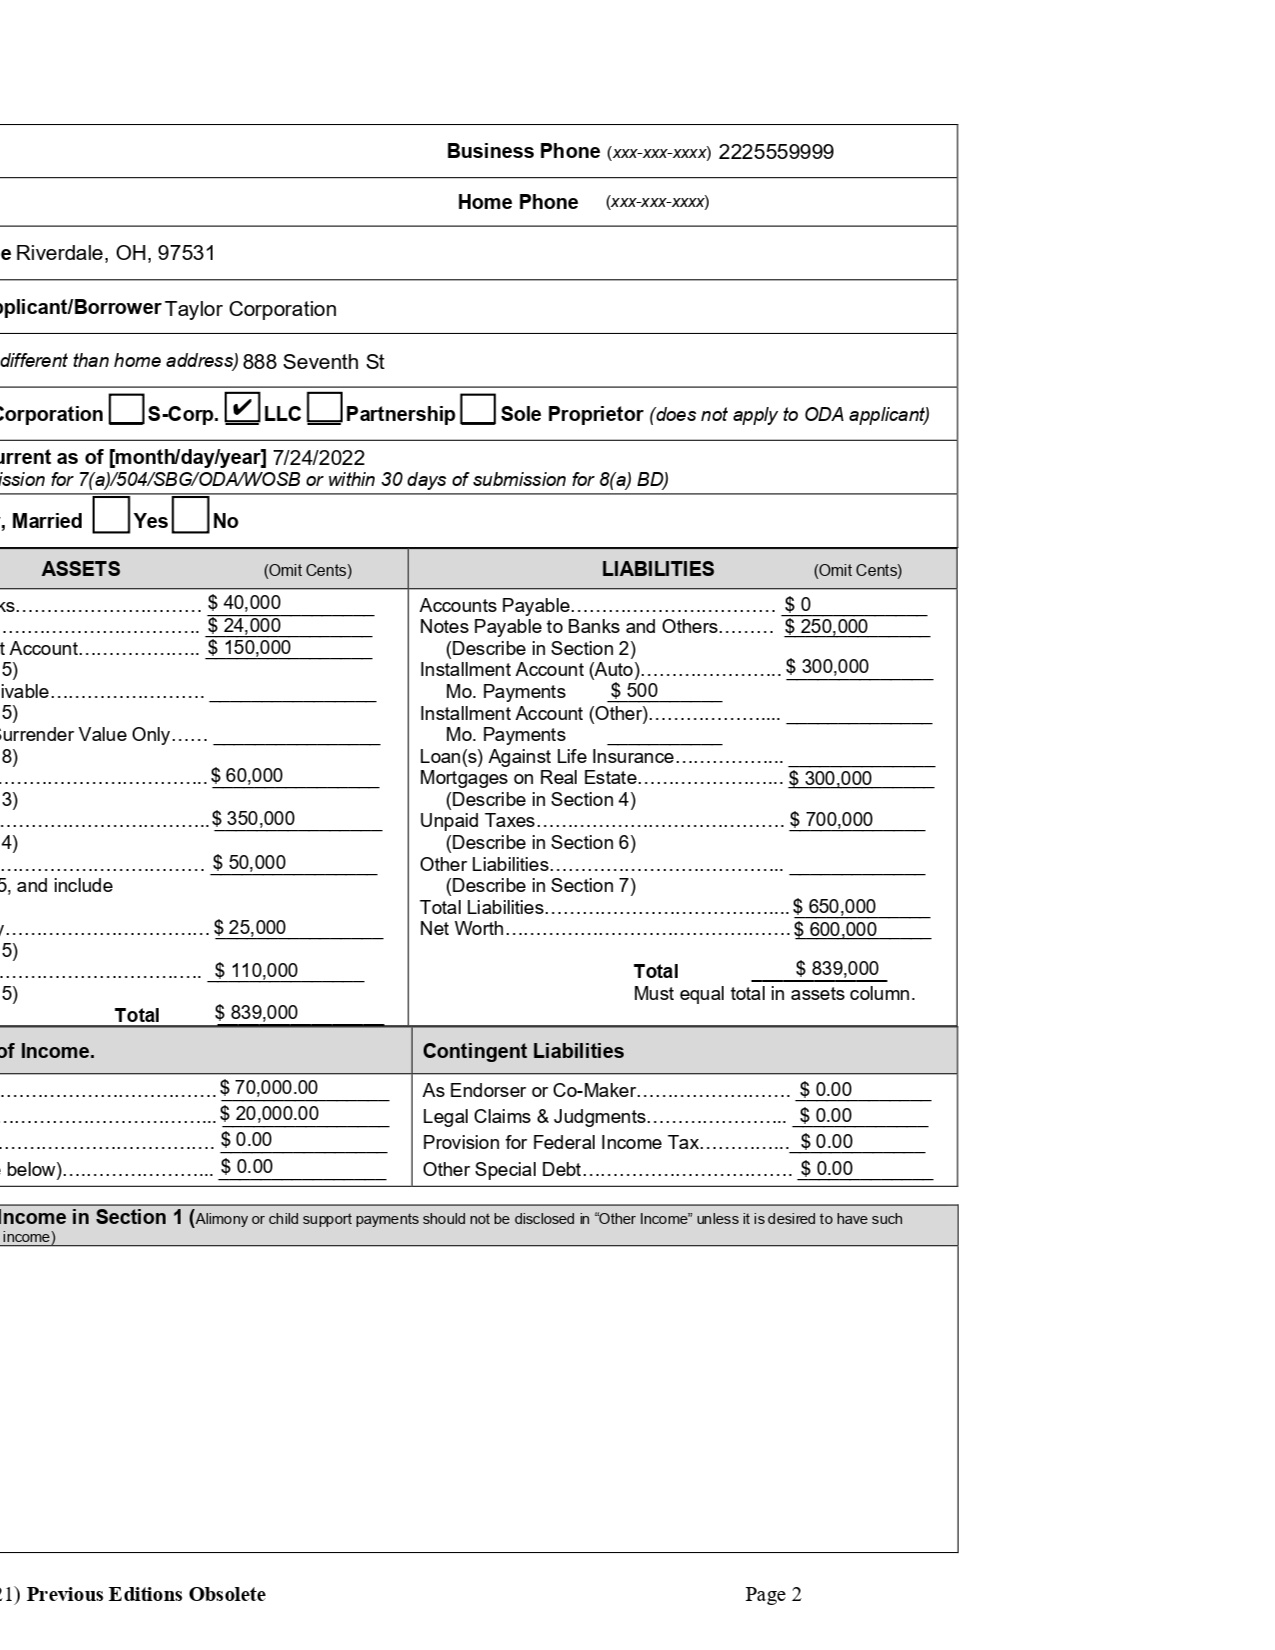 Business Phone (xxx-xxx-xxxx) 2225559999
Home Phone (xxx-xxx-xxxx)
e Riverdale, OH, 97531
pplicant/Borrower Taylor Corporation
different than home address) 888 Seventh St
Corporation S-Corp. ✔ LLC Partnership Sole Proprietor (does not apply to ODA applicant)
urrent as of [month/day/year] 7/24/2022
ission for 7(a)/504/SBG/ODA/WOSB or within 30 days of submission for 8(a) BD)
, Married Yes No
ASSETS (Omit Cents)
ks $ 40,000
$ 24,000
t Account $ 150,000
5)
ivable
5)
Surrender Value Only
8)
$ 60,000
3)
$ 350,000
4)
$ 50,000
5, and include
y $ 25,000
5)
$ 110,000
5)
Total $ 839,000
LIABILITIES (Omit Cents)
Accounts Payable $ 0
Notes Payable to Banks and Others $ 250,000
(Describe in Section 2)
Installment Account (Auto) $ 300,000
Mo. Payments $ 500
Installment Account (Other)
Mo. Payments
Loan(s) Against Life Insurance
Mortgages on Real Estate $ 300,000
(Describe in Section 4)
Unpaid Taxes $ 700,000
(Describe in Section 6)
Other Liabilities
(Describe in Section 7)
Total Liabilities $ 650,000
Net Worth $ 600,000
Total $ 839,000
Must equal total in assets column.
of Income.
$ 70,000.00
$ 20,000.00
$ 0.00
e below) $ 0.00
Contingent Liabilities
As Endorser or Co-Maker $ 0.00
Legal Claims & Judgments $ 0.00
Provision for Federal Income Tax $ 0.00
Other Special Debt $ 0.00
Income in Section 1 (Alimony or child support payments should not be disclosed in “Other Income” unless it is desired to have such
income)
21) Previous Editions Obsolete Page 2